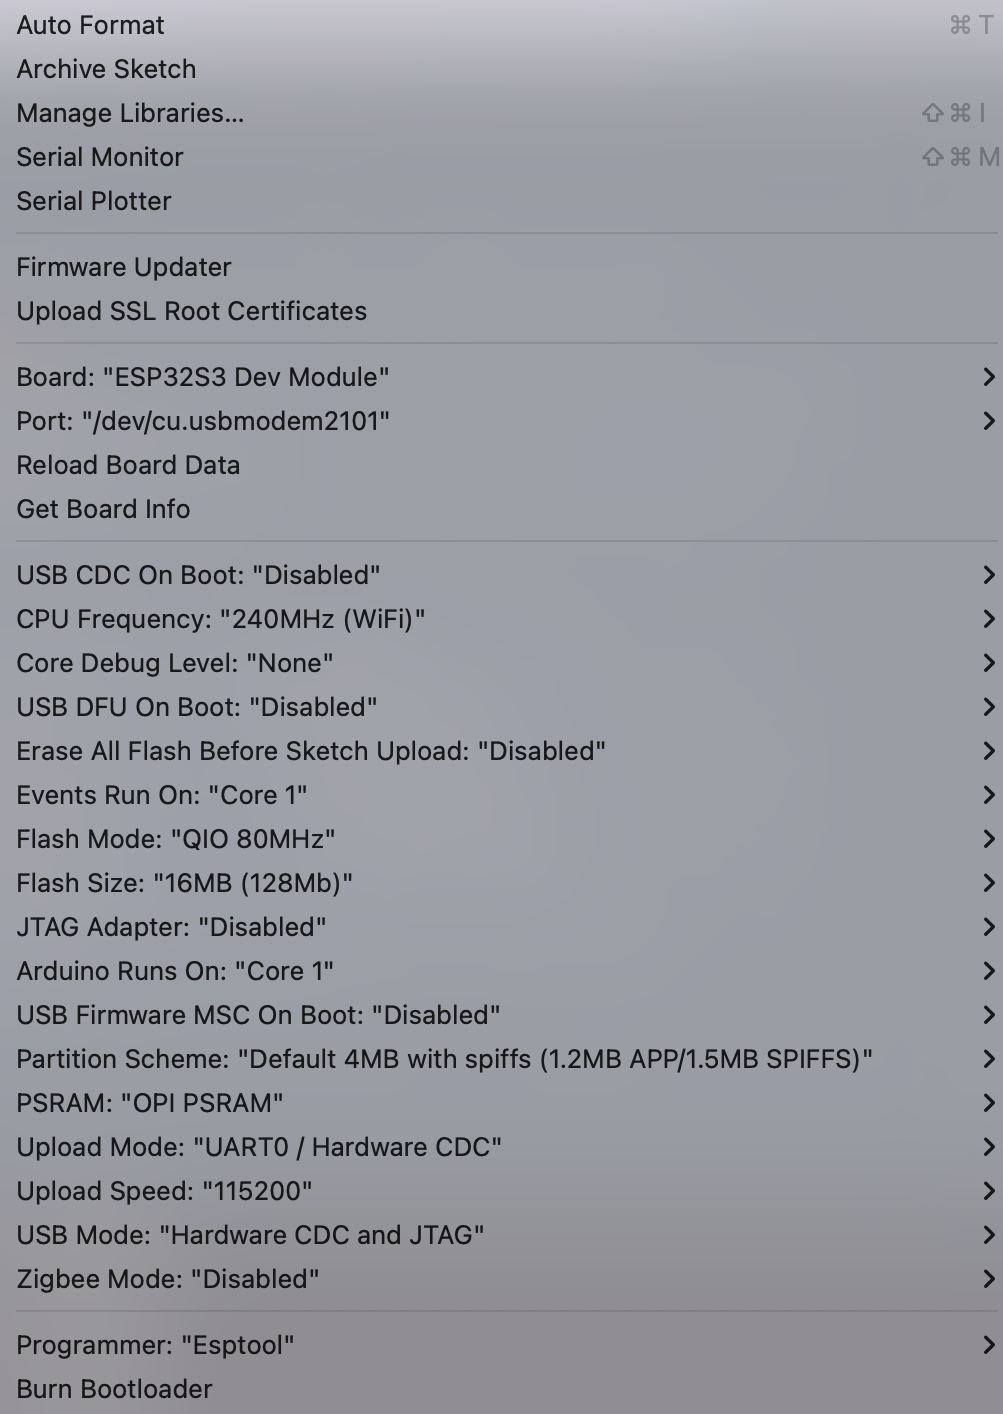 Auto Format ⌘ T
Archive Sketch
Manage Libraries... ⇧ ⌘ I
Serial Monitor ⇧ ⌘ M
Serial Plotter
Firmware Updater
Upload SSL Root Certificates
Board: "ESP32S3 Dev Module"
Port: "/dev/cu.usbmodem2101"
Reload Board Data
Get Board Info
USB CDC On Boot: "Disabled"
CPU Frequency: "240MHz (WiFi)"
Core Debug Level: "None"
USB DFU On Boot: "Disabled"
Erase All Flash Before Sketch Upload: "Disabled"
Events Run On: "Core 1"
Flash Mode: "QIO 80MHz"
Flash Size: "16MB (128Mb)"
JTAG Adapter: "Disabled"
Arduino Runs On: "Core 1"
USB Firmware MSC On Boot: "Disabled"
Partition Scheme: "Default 4MB with spiffs (1.2MB APP/1.5MB SPIFFS)"
PSRAM: "OPI PSRAM"
Upload Mode: "UART0 / Hardware CDC"
Upload Speed: "115200"
USB Mode: "Hardware CDC and JTAG"
Zigbee Mode: "Disabled"
Programmer: "Esptool"
Burn Bootloader